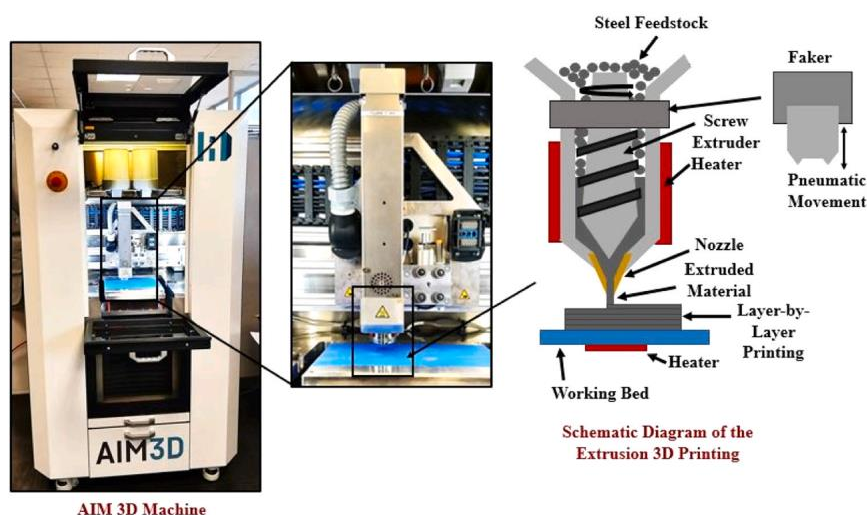 Steel Feedstock
Faker
Screw
Extruder
Heater
Pneumatic
Movement
Nozzle
Extruded
Material
Layer-by-
Layer
Printing
Heater
Working Bed
Schematic Diagram of the
Extrusion 3D Printing
AIM3D
AIM 3D Machine